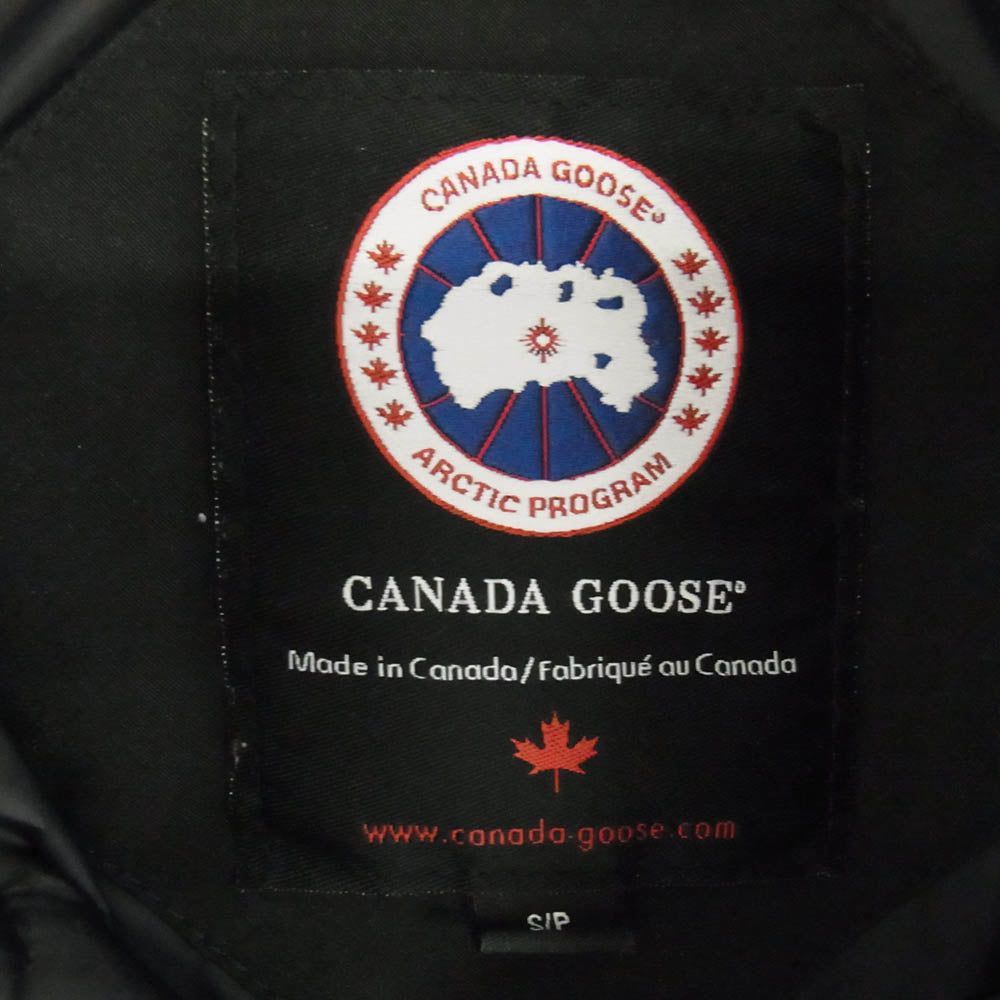 CANADA GOOSE®
ARCTIC PROGRAM
CANADA GOOSE®
Made in Canada/Fabriqué au Canada
www.canada-goose.com
S/P